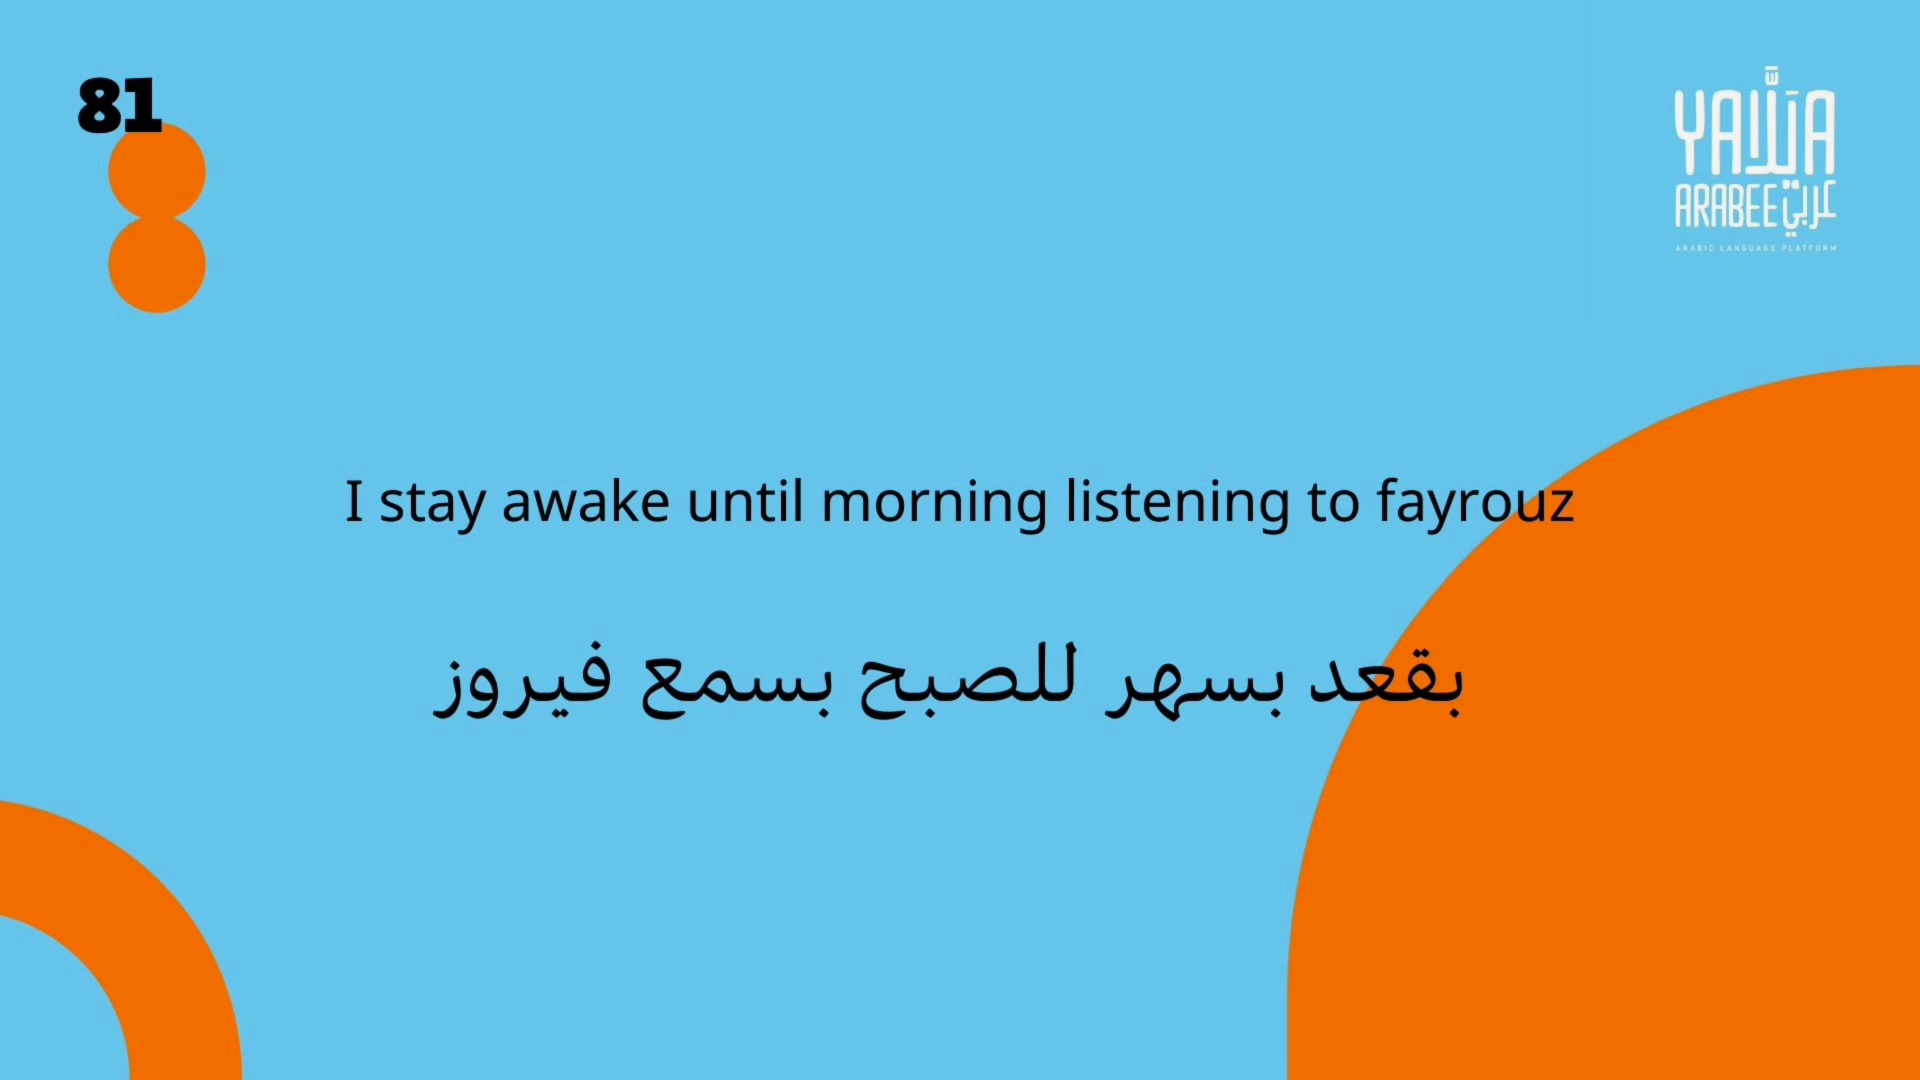 81
YALLA يَلَّا
ARABEE عربي
ARABIC LANGUAGE PLATFORM
I stay awake until morning listening to fayrouz
بقعد بسهر للصبح بسمع فيروز